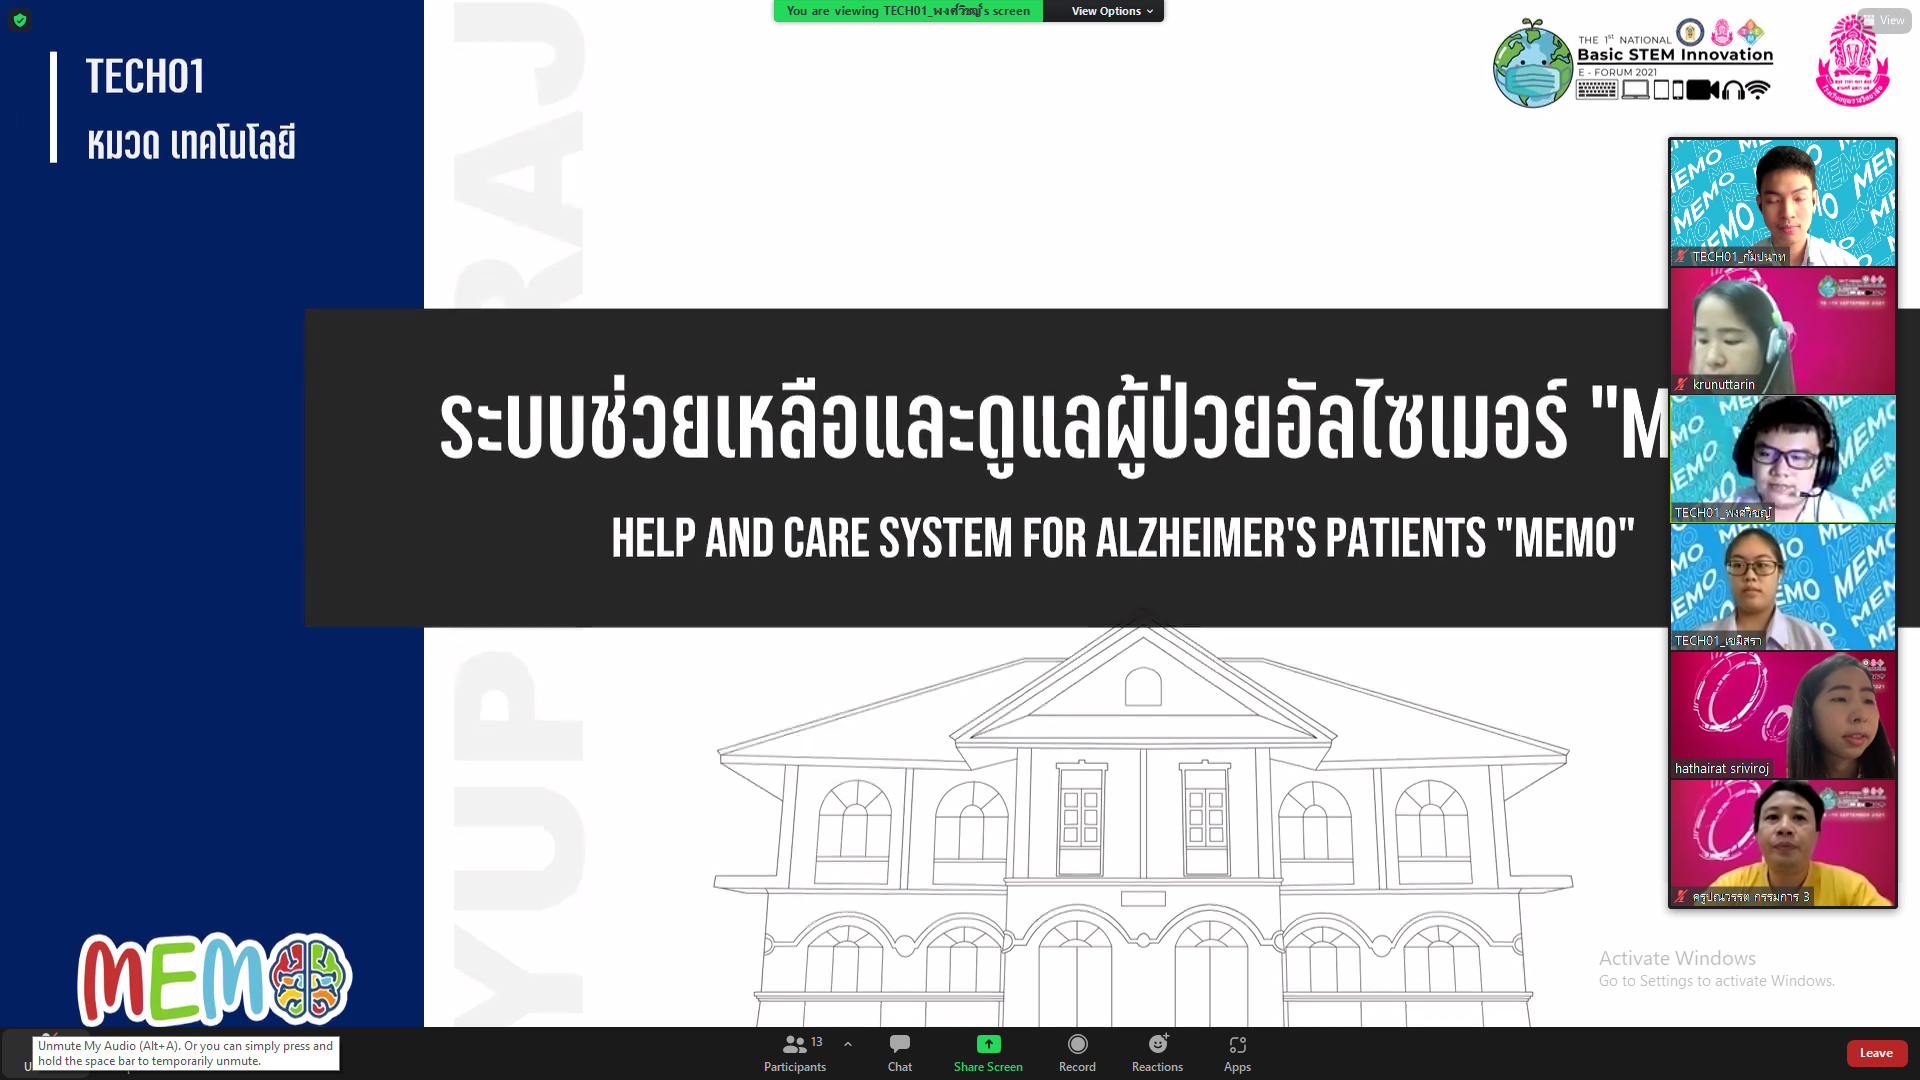 You are viewing TECH01_พงศ์วิชญ์'s screen
View Options
View
TECH01
หมวด เทคโนโลยี
THE 1st NATIONAL
Basic STEM Innovation
E - FORUM 2021
YUP
RAJ
ระบบช่วยเหลือและดูแลผู้ป่วยอัลไซเมอร์ "M
HELP AND CARE SYSTEM FOR ALZHEIMER'S PATIENTS "MEMO"
TECH01_กัมปนาท
krunuttarin
TECH01_พงศ์วิชญ์
TECH01_เขมิสรา
hathairat sriviroj
ครูปณวรรต กรรมการ 3
MEMO
Activate Windows
Go to Settings to activate Windows.
Unmute My Audio (Alt+A). Or you can simply press and
hold the space bar to temporarily unmute.
13
Participants
Chat
Share Screen
Record
Reactions
Apps
Leave